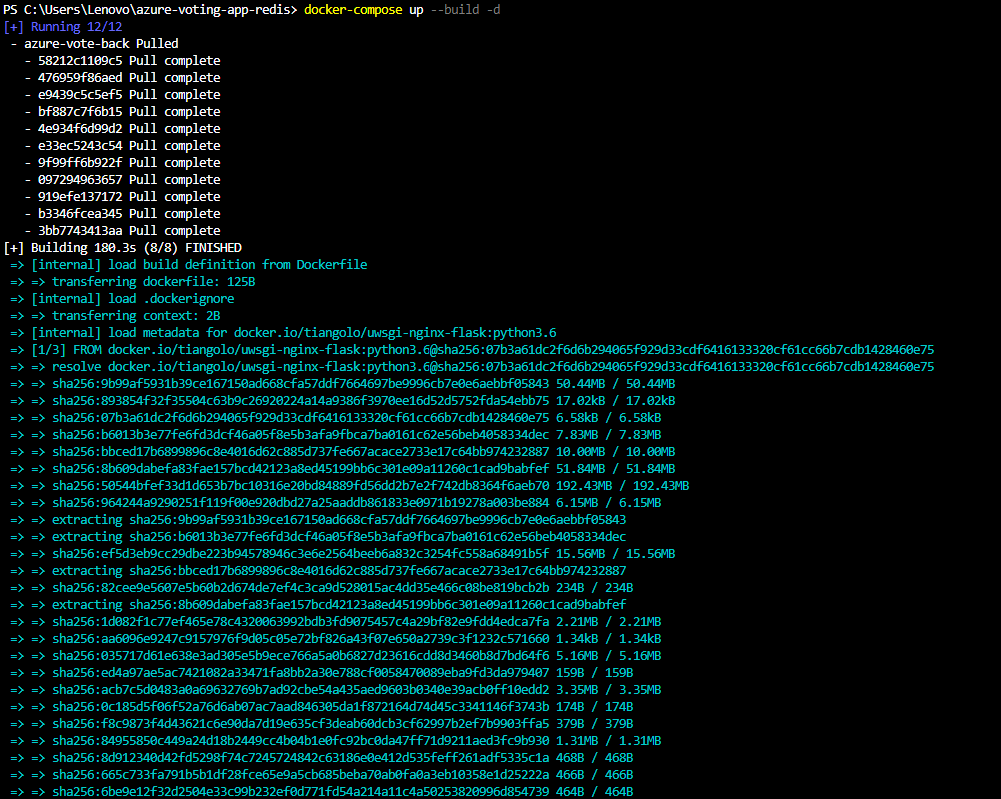 PS C:\Users\Lenovo\azure-voting-app-redis> docker-compose up --build -d
[+] Running 12/12
- azure-vote-back Pulled
- 58212c1109c5 Pull complete
- 476959f86aed Pull complete
- e9439c5c5ef5 Pull complete
- bf887c7f6b15 Pull complete
- 4e934f6d99d2 Pull complete
- e33ec5243c54 Pull complete
- 9f99ff6b922f Pull complete
- 097294963657 Pull complete
- 919efe137172 Pull complete
- b3346fcea345 Pull complete
- 3bb7743413aa Pull complete
[+] Building 180.3s (8/8) FINISHED
=> [internal] load build definition from Dockerfile
=> => transferring dockerfile: 125B
=> [internal] load .dockerignore
=> => transferring context: 2B
=> [internal] load metadata for docker.io/tiangolo/uwsgi-nginx-flask:python3.6
=> [1/3] FROM docker.io/tiangolo/uwsgi-nginx-flask:python3.6@sha256:07b3a61dc2f6d6b294065f929d33cdf6416133320cf61cc66b7cdb1428460e75
=> => resolve docker.io/tiangolo/uwsgi-nginx-flask:python3.6@sha256:07b3a61dc2f6d6b294065f929d33cdf6416133320cf61cc66b7cdb1428460e75
=> => sha256:9b99af5931b39ce167150ad668cfa57ddf7664697be9996cb7e0e6aebbf05843 50.44MB / 50.44MB
=> => sha256:893854f32f35504c63b9c26920224a14a9386f3970ee16d52d5752fda54ebb75 17.02kB / 17.02kB
=> => sha256:07b3a61dc2f6d6b294065f929d33cdf6416133320cf61cc66b7cdb1428460e75 6.58kB / 6.58kB
=> => sha256:b6013b3e77fe6fd3dcf46a05f8e5b3afa9fbca7ba0161c62e56beb4058334dec 7.83MB / 7.83MB
=> => sha256:bbced17b6899896c8e4016d62c885d737fe667acace2733e17c64bb974232887 10.00MB / 10.00MB
=> => sha256:8b609dabefa83fae157bcd42123a8ed45199bb6c301e09a11260c1cad9babfef 51.84MB / 51.84MB
=> => sha256:50544bfef33d1d653b7bc10316e20bd84889fd56dd2b7e2f742db8364f6aeb70 192.43MB / 192.43MB
=> => sha256:964244a9290251f119f00e920dbd27a25aaddb861833e0971b19278a003be884 6.15MB / 6.15MB
=> => extracting sha256:9b99af5931b39ce167150ad668cfa57ddf7664697be9996cb7e0e6aebbf05843
=> => extracting sha256:b6013b3e77fe6fd3dcf46a05f8e5b3afa9fbca7ba0161c62e56beb4058334dec
=> => sha256:ef5d3eb9cc29dbe223b94578946c3e6e2564beeb6a832c3254fc558a68491b5f 15.56MB / 15.56MB
=> => extracting sha256:bbced17b6899896c8e4016d62c885d737fe667acace2733e17c64bb974232887
=> => sha256:82cee9e5607e5b60b2d674de7ef4c3ca9d528015ac4dd35e466c08be819bcb2b 234B / 234B
=> => extracting sha256:8b609dabefa83fae157bcd42123a8ed45199bb6c301e09a11260c1cad9babfef
=> => sha256:1d082f1c77ef465e78c4320063992bdb3fd9075457c4a29bf82e9fdd4edca7fa 2.21MB / 2.21MB
=> => sha256:aa6096e9247c9157976f9d05c05e72bf826a43f07e650a2739c3f1232c571660 1.34kB / 1.34kB
=> => sha256:035717d61e638e3ad305e5b9ece766a5a0b6827d23616cdd8d3460b8d7bd64f6 5.16MB / 5.16MB
=> => sha256:ed4a97ae5ac7421082a33471fa8bb2a30e788cf0058470089eba9fd3da979407 159B / 159B
=> => sha256:acb7c5d0483a0a69632769b7ad92cbe54a435aed9603b0340e39acb0ff10edd2 3.35MB / 3.35MB
=> => sha256:0c185d5f06f52a76d6ab07ac7aad846305da1f872164d74d45c3341146f3743b 174B / 174B
=> => sha256:f8c9873f4d43621c6e90da7d19e635cf3deab60dcb3cf62997b2ef7b9903ffa5 379B / 379B
=> => sha256:84955850c449a24d18b2449cc4b04b1e0fc92bc0da47ff71d9211aed3fc9b930 1.31MB / 1.31MB
=> => sha256:8d912340d42fd5298f74c7245724842c63186e0e412d535feff261adf5335c1a 468B / 468B
=> => sha256:665c733fa791b5b1df28fce65e9a5cb685beba70ab0fa0a3eb10358e1d25222a 466B / 466B
=> => sha256:6be9e12f32d2504e33c99b232ef0d771fd54a214a11c4a50253820996d854739 464B / 464B